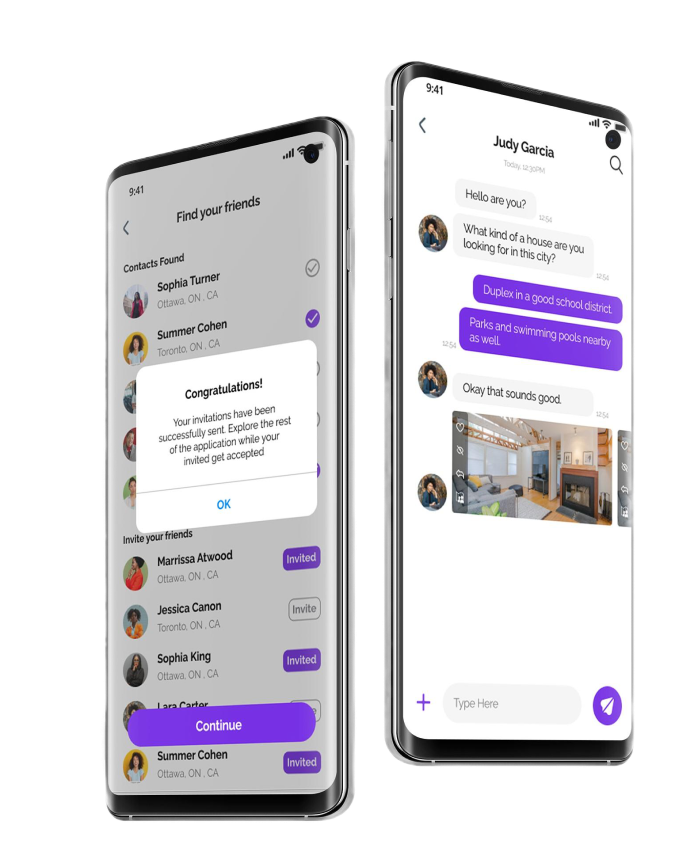 9:41
Find your friends
Contacts Found
Sophia Turner
Ottawa, ON , CA
Summer Cohen
Toronto, ON , CA
Congratulations!
Your invitations have been
successfully sent. Explore the rest
of the application while your
invited get accepted
OK
Invite your friends
Marrissa Atwood
Ottawa, ON , CA
Invited
Jessica Canon
Toronto, ON , CA
Invite
Sophia King
Ottawa, ON , CA
Invited
Lara Carter
Continue
Summer Cohen
Ottawa, ON , CA
Invited
9:41
Judy Garcia
Today, 12:30PM
Hello are you?
12:54
What kind of a house are you
looking for in this city?
12:54
Duplex in a good school district
Parks and swimming pools nearby
as well.
12:54
Okay that sounds good.
12:54
Type Here